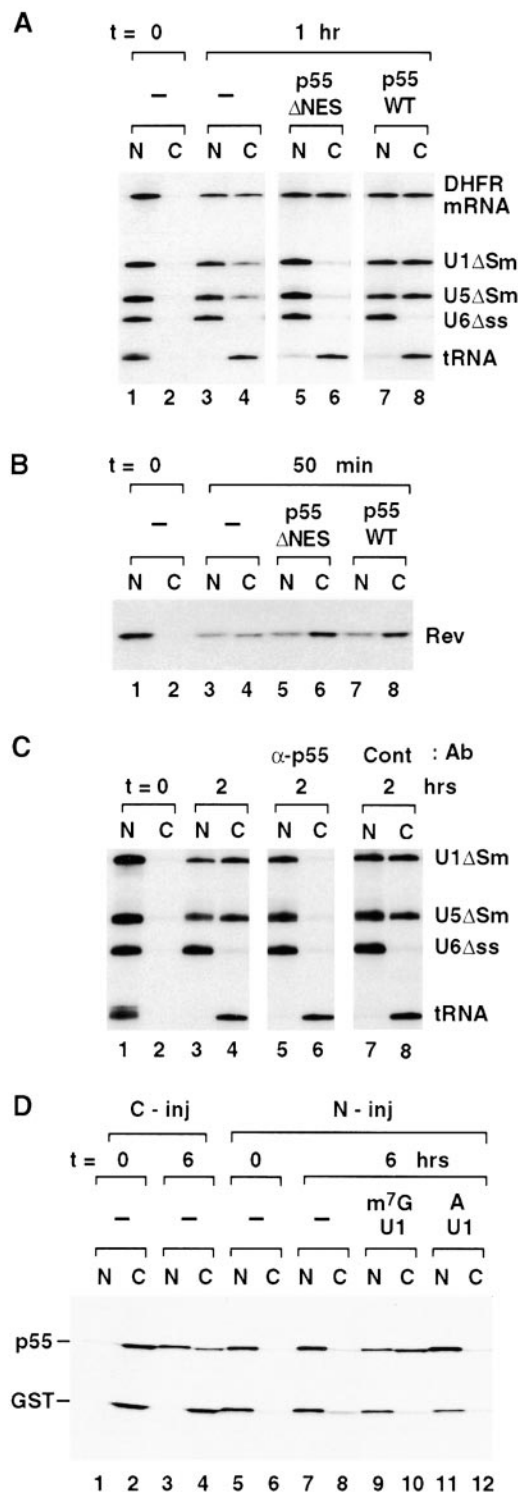 A
t = 0 1 hr
– – p55 ΔNES p55 WT
N C N C N C N C
DHFR mRNA
U1ΔSm
U5ΔSm
U6Δss
tRNA
1 2 3 4 5 6 7 8
B
t = 0 50 min
– – p55 ΔNES p55 WT
N C N C N C N C
Rev
1 2 3 4 5 6 7 8
C
α-p55 Cont : Ab
t = 0 2 2 2 hrs
N C N C N C N C
U1ΔSm
U5ΔSm
U6Δss
tRNA
1 2 3 4 5 6 7 8
D
C - inj N - inj
t = 0 6 0 6 hrs
– – – – m⁷G U1 A U1
N C N C N C N C N C N C
p55
GST
1 2 3 4 5 6 7 8 9 10 11 12